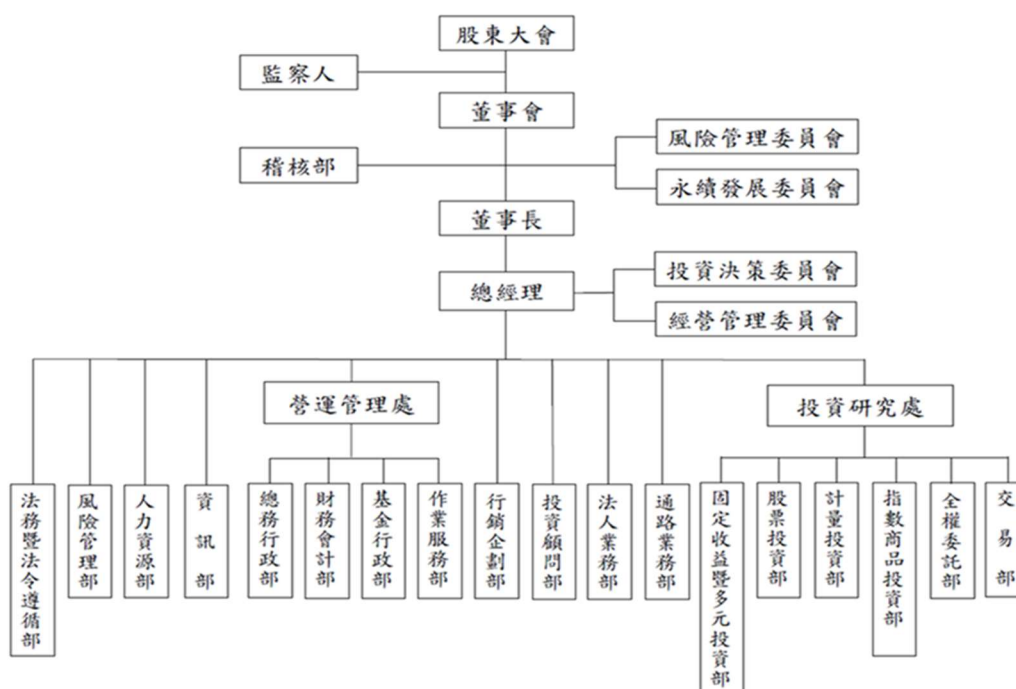 股東大會
監察人
董事會
風險管理委員會
稽核部
永續發展委員會
董事長
投資決策委員會
總經理
經營管理委員會
營運管理處
投資研究處
法務暨法令遵循部
風險管理部
人力資源部
資訊部
總務行政部
財務會計部
基金行政部
作業服務部
行銷企劃部
投資顧問部
法人業務部
通路業務部
固定收益暨多元投資部
股票投資部
計量投資部
指數商品投資部
全權委託部
交易部